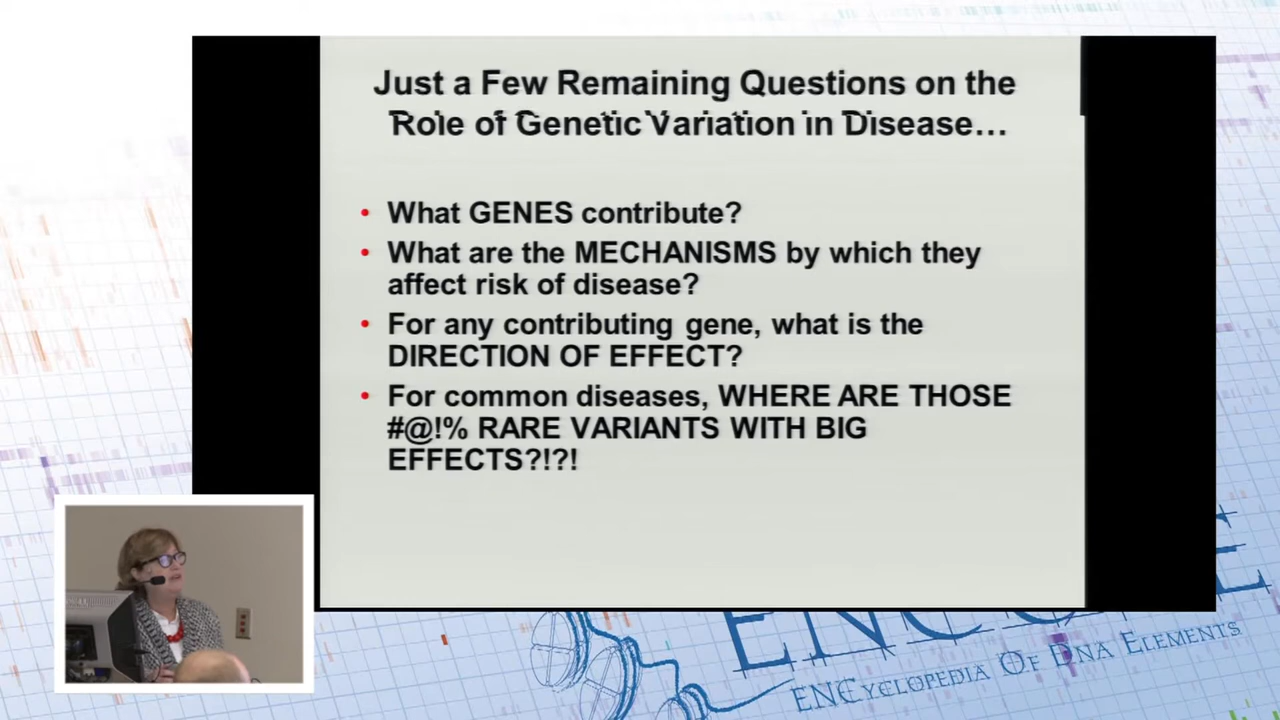 Just a Few Remaining Questions on the
Role of Genetic Variation in Disease…
• What GENES contribute?
• What are the MECHANISMS by which they
affect risk of disease?
• For any contributing gene, what is the
DIRECTION OF EFFECT?
• For common diseases, WHERE ARE THOSE
#@!% RARE VARIANTS WITH BIG
EFFECTS?!?!
ENCYCLOPEDIA OF DNA ELEMENTS